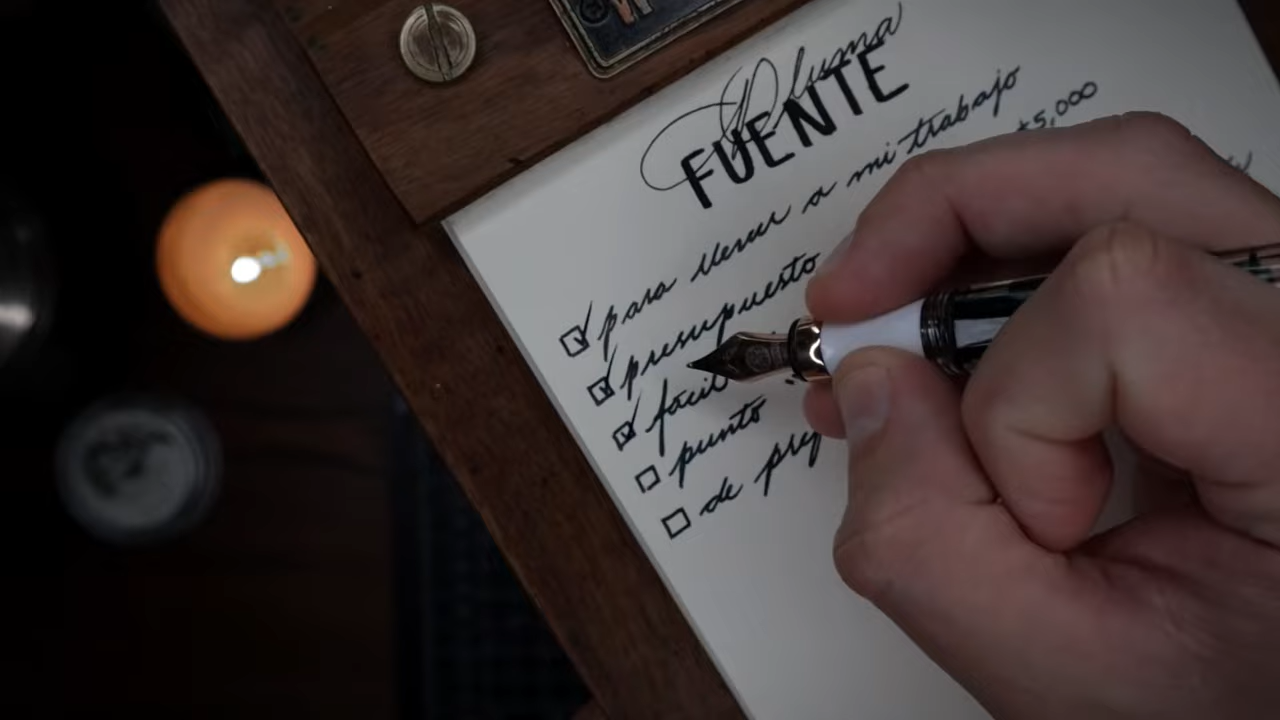 Pluma
FUENTE
para llevar a mi trabajo
presupuesto $5,000
fácil
punto
de